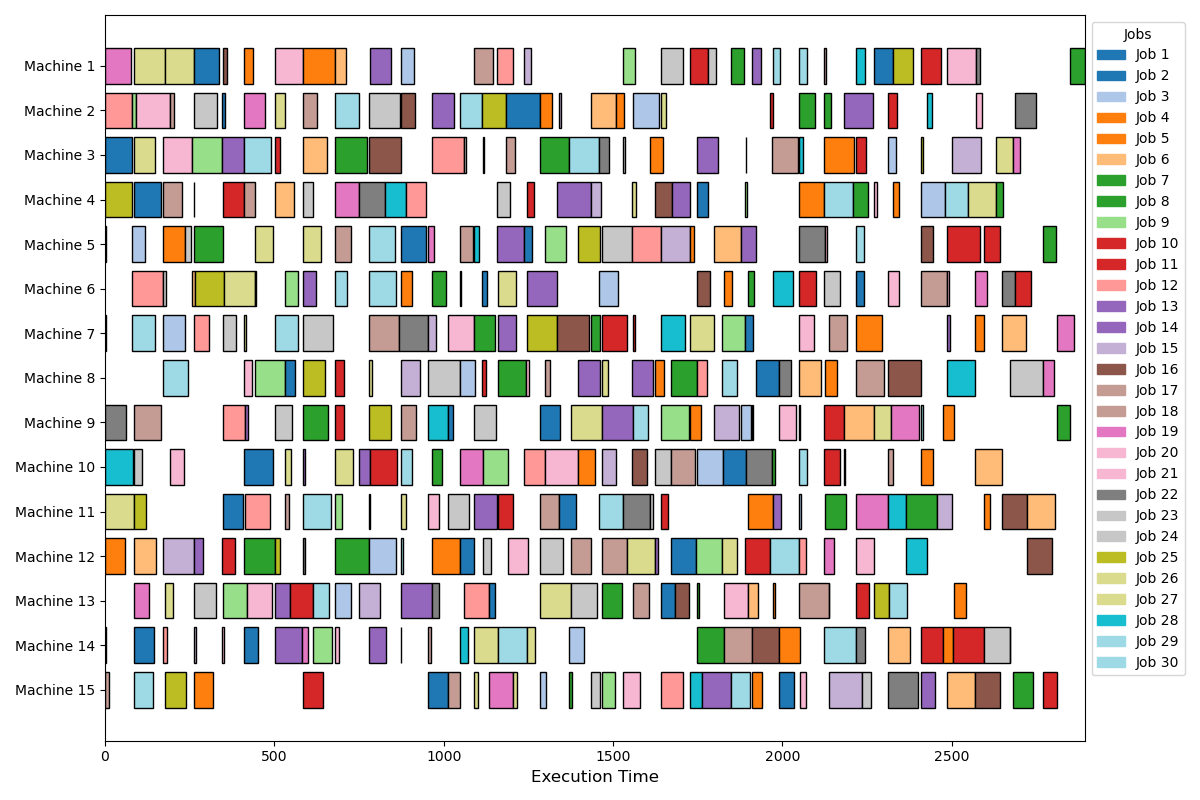 Machine 1
Machine 2
Machine 3
Machine 4
Machine 5
Machine 6
Machine 7
Machine 8
Machine 9
Machine 10
Machine 11
Machine 12
Machine 13
Machine 14
Machine 15
0 500 1000 1500 2000 2500
Execution Time
Jobs
Job 1
Job 2
Job 3
Job 4
Job 5
Job 6
Job 7
Job 8
Job 9
Job 10
Job 11
Job 12
Job 13
Job 14
Job 15
Job 16
Job 17
Job 18
Job 19
Job 20
Job 21
Job 22
Job 23
Job 24
Job 25
Job 26
Job 27
Job 28
Job 29
Job 30